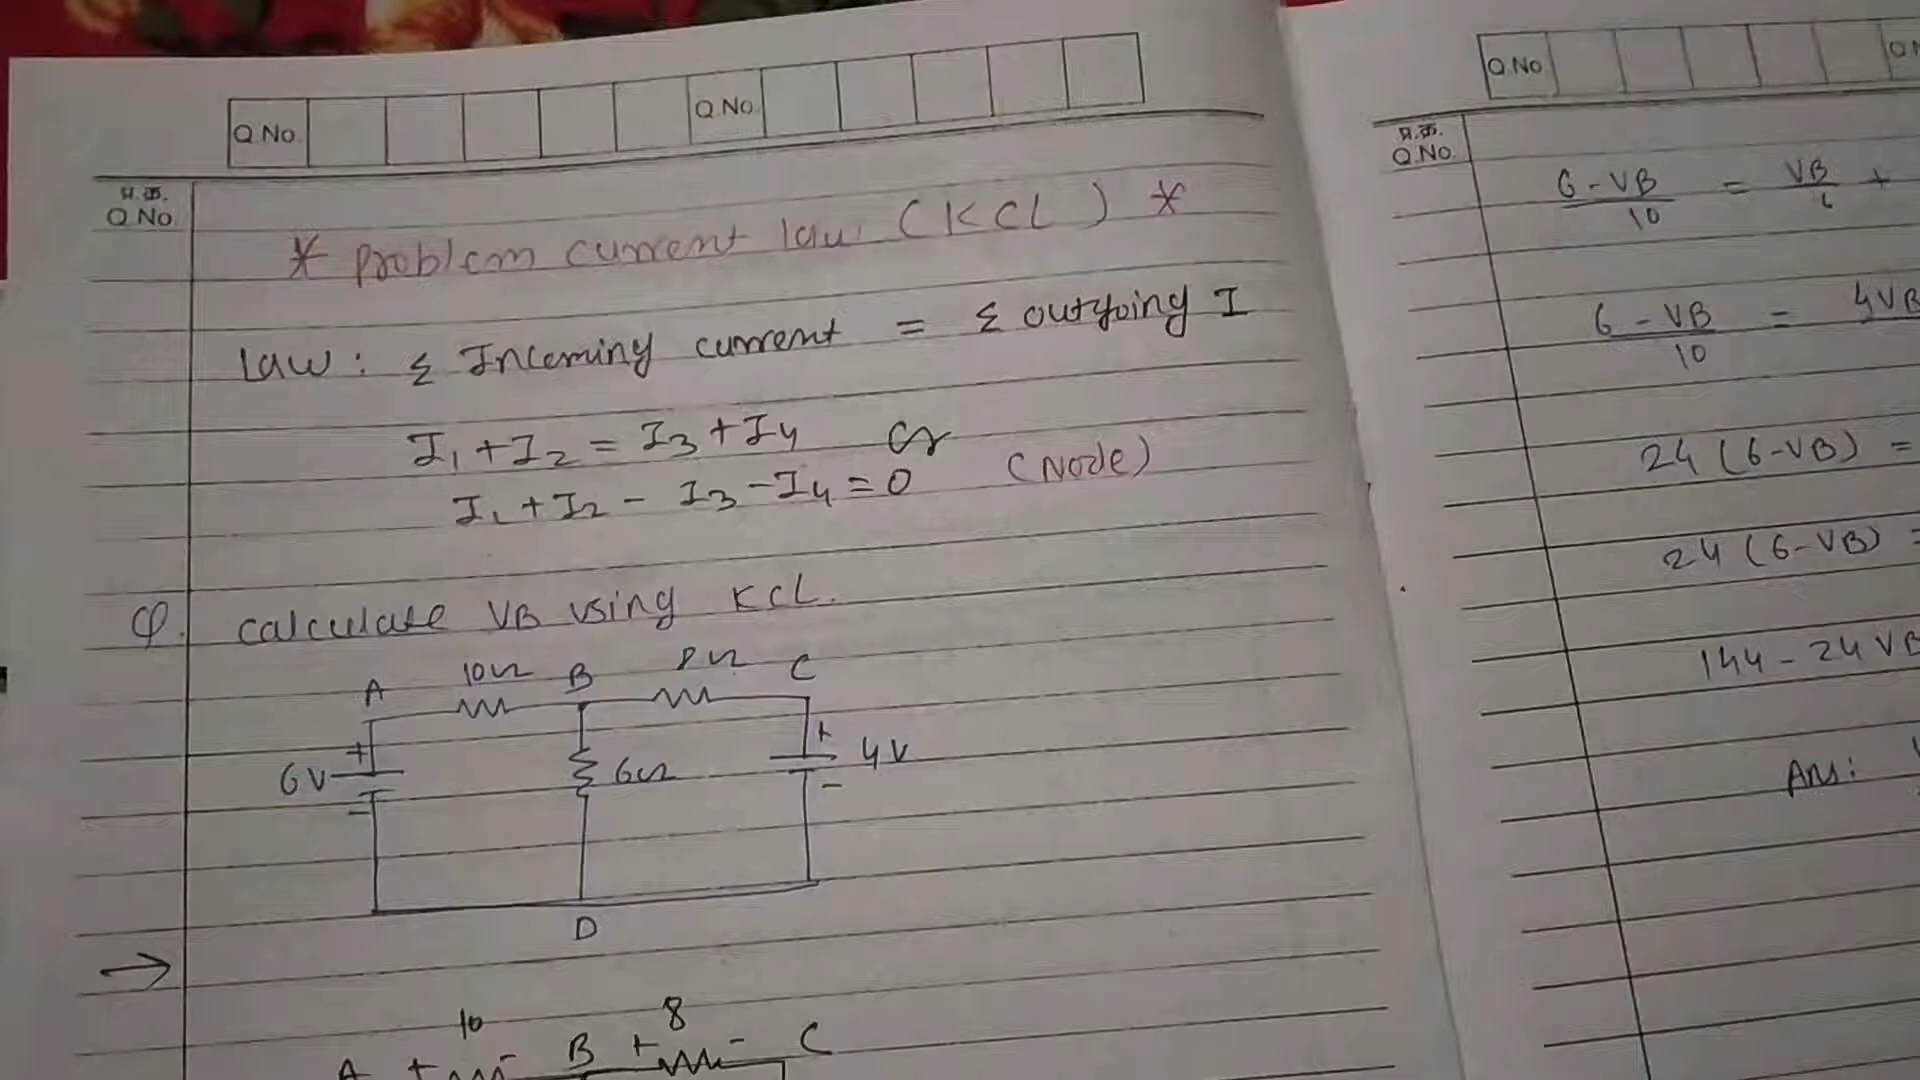 Q.No. Q.No.
प्र.क्र.
Q.No.
* Problem current law (KCL) *
Law : Σ Incoming current = Σ outgoing I
I1 + I2 = I3 + I4 or
I1 + I2 - I3 - I4 = 0 (Node)
Q. calculate VB using KCL.
A 10Ω B 8Ω C
6V + - 6Ω + - 4V
D
→
10 8
A + - B + - C
Q.No.
प्र.क्र.
Q.No.
6-VB/10 = VB/6 +
6-VB/10 = 4VB
24 (6-VB) =
24 (6-VB) =
144 - 24 VB
Ans: